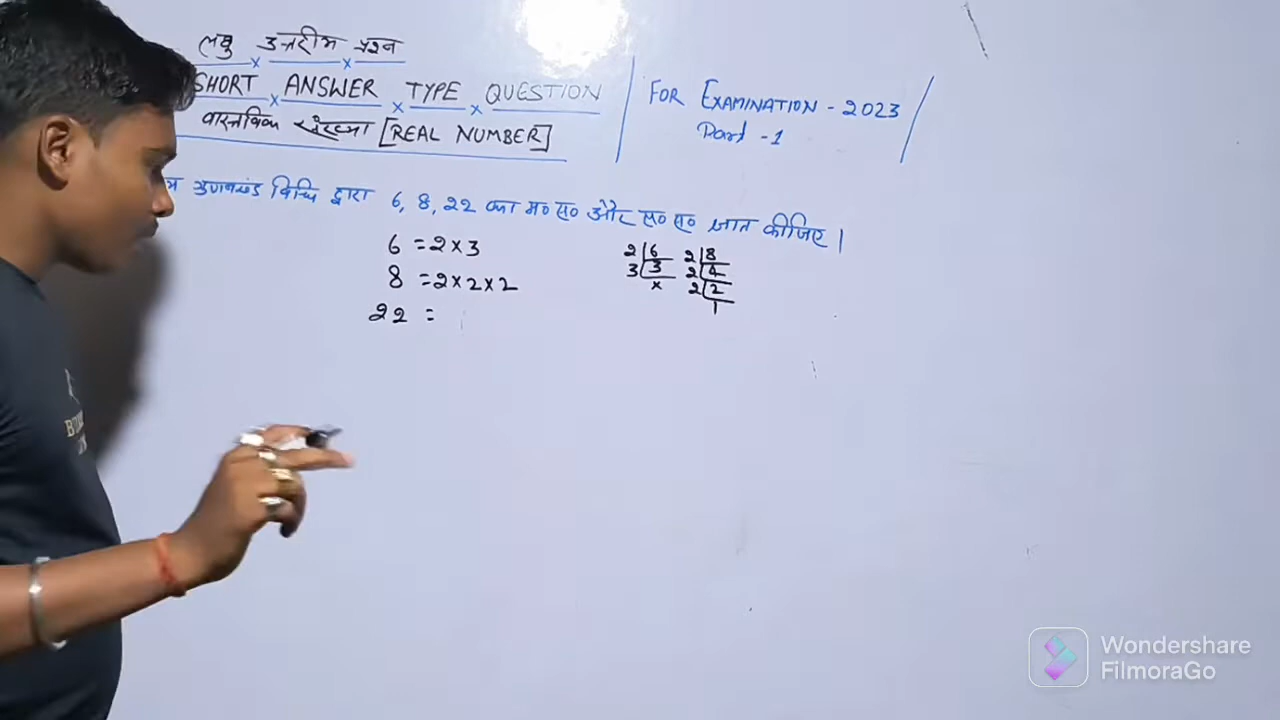 लघु उत्तरीय प्रश्न
SHORT ANSWER TYPE QUESTION
वास्तविक संख्या [REAL NUMBER]
FOR EXAMINATION - 2023
Part -1
गुणनखंड विधि द्वारा 6, 8, 22 का म० स० और ल० स० ज्ञात कीजिए।
6 = 2 × 3
8 = 2 × 2 × 2
22 =
2 | 6
3 | 3
×
2 | 8
2 | 4
2 | 2
1
Wondershare
FilmoraGo